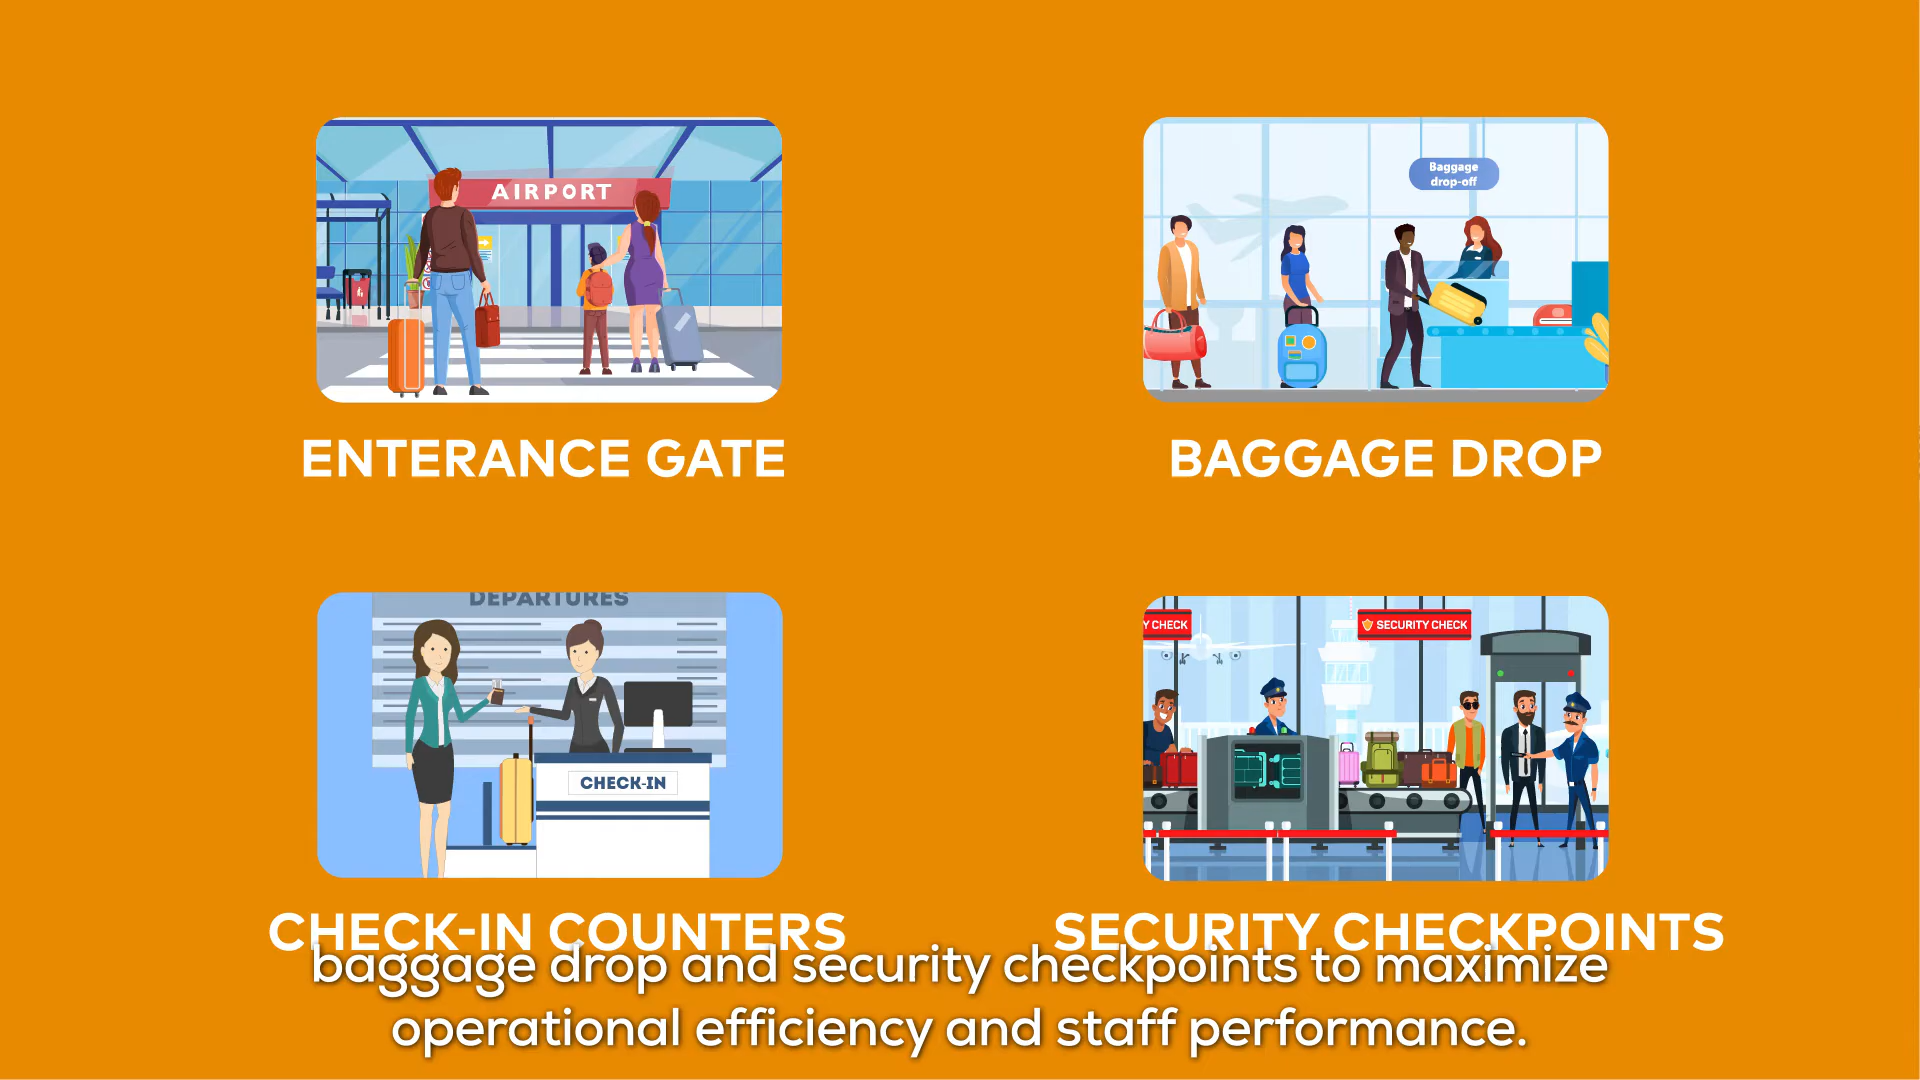 AIRPORT
Baggage
drop-off
ENTERANCE GATE
BAGGAGE DROP
DEPARTURES
CHECK-IN
Y CHECK
SECURITY CHECK
CHECK-IN COUNTERS
SECURITY CHECKPOINTS
baggage drop and security checkpoints to maximize
operational efficiency and staff performance.